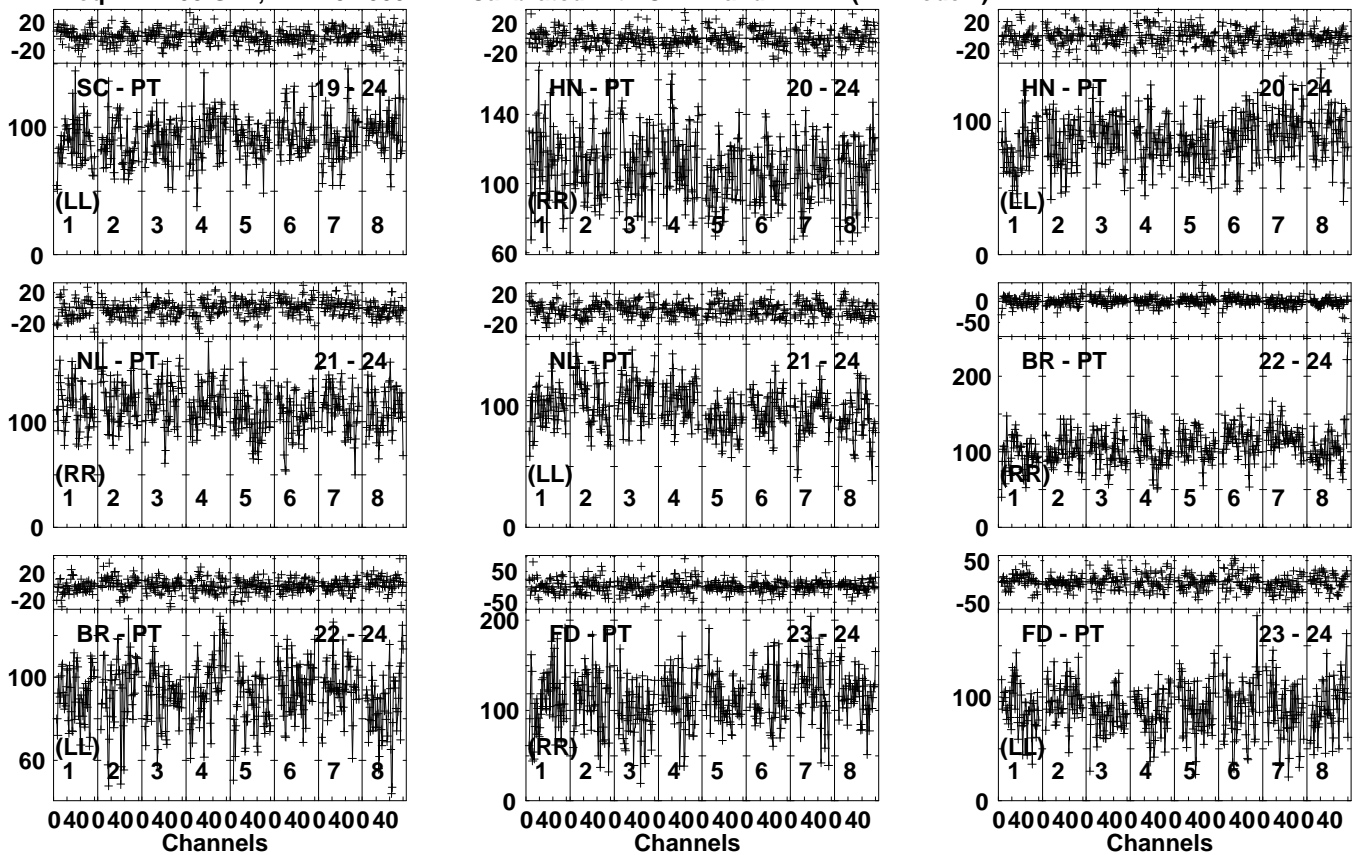 20 20 20
-20 -20 -20
SC - PT 19 - 24 HN - PT 20 - 24 HN - PT 20 - 24
100 140 100
100
(LL) (RR) (LL)
1 2 3 4 5 6 7 8 1 2 3 4 5 6 7 8 1 2 3 4 5 6 7 8
0 60 0
20 20 0
-20 -20 -50
NL - PT 21 - 24 NL - PT 21 - 24 BR - PT 22 - 24
200
100 100 100
(RR) (LL) (RR)
1 2 3 4 5 6 7 8 1 2 3 4 5 6 7 8 1 2 3 4 5 6 7 8
0 0 0
20 50 50
-20 -50 -50
BR - PT 22 - 24 FD - PT 23 - 24 FD - PT 23 - 24
200
100 100 100
(LL) (RR) (LL)
60
1 2 3 4 5 6 7 8 1 2 3 4 5 6 7 8 1 2 3 4 5 6 7 8
0 0
0 40 0 40 0 40 0 40 0 40 0 40 0 40 0 40 0 40 0 40 0 40 0 40 0 40 0 40 0 40 0 40 0 40 0 40 0 40 0 40 0 40 0 40 0 40 0 40
Channels Channels Channels